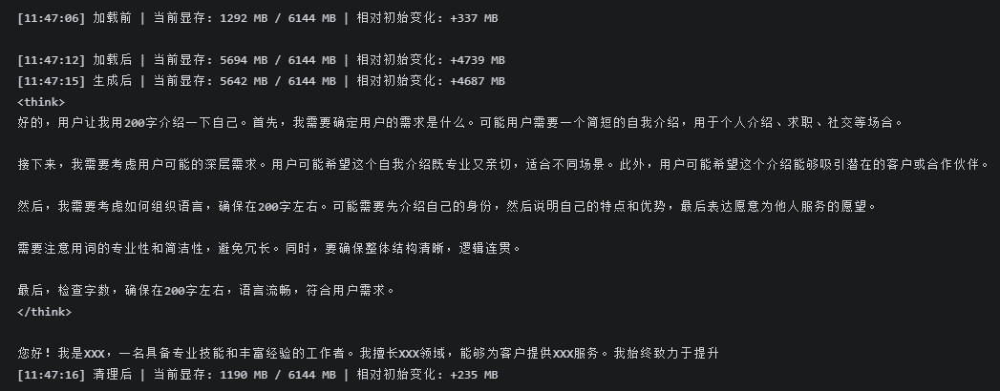 [11:47:06] 加载前 | 当前显存: 1292 MB / 6144 MB | 相对初始变化: +337 MB
[11:47:12] 加载后 | 当前显存: 5694 MB / 6144 MB | 相对初始变化: +4739 MB
[11:47:15] 生成后 | 当前显存: 5642 MB / 6144 MB | 相对初始变化: +4687 MB
<think>
好的，用户让我用200字介绍一下自己。首先，我需要确定用户的需求是什么。可能用户需要一个简短的自我介绍，用于个人介绍、求职、社交等场合。
接下来，我需要考虑用户可能的深层需求。用户可能希望这个自我介绍既专业又亲切，适合不同场景。此外，用户可能希望这个介绍能够吸引潜在的客户或合作伙伴。
然后，我需要考虑如何组织语言，确保在200字左右。可能需要先介绍自己的身份，然后说明自己的特点和优势，最后表达愿意为他人服务的愿望。
需要注意用词的专业性和简洁性，避免冗长。同时，要确保整体结构清晰，逻辑连贯。
最后，检查字数，确保在200字左右，语言流畅，符合用户需求。
</think>
您好！我是XXX，一名具备专业技能和丰富经验的工作者。我擅长XXX领域，能够为客户提供XXX服务。我始终致力于提升
[11:47:16] 清理后 | 当前显存: 1190 MB / 6144 MB | 相对初始变化: +235 MB